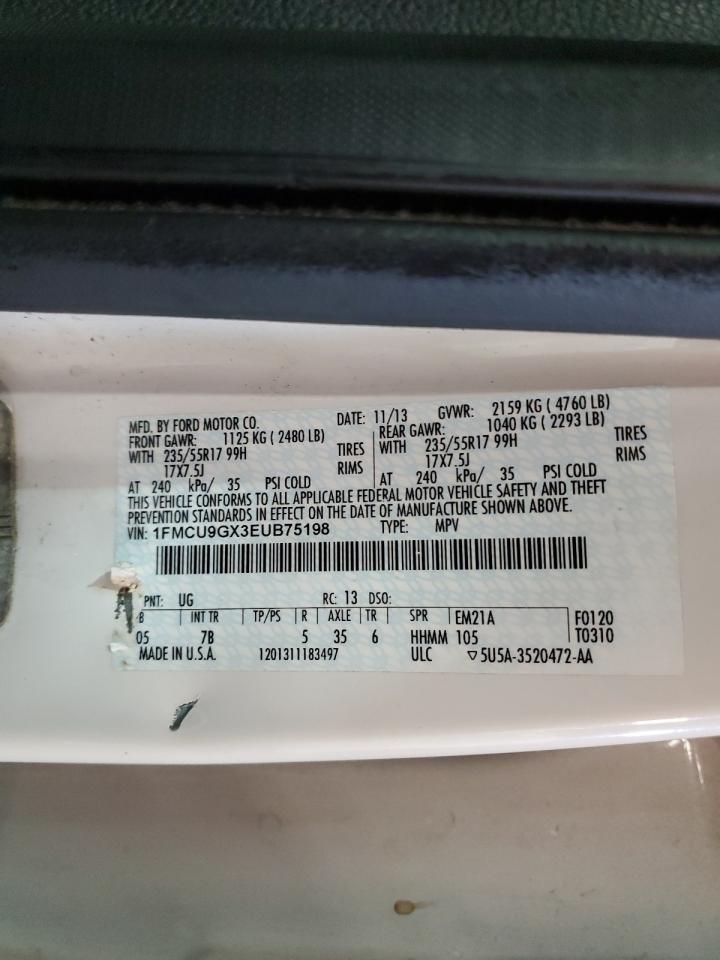 MFD. BY FORD MOTOR CO. DATE: 11/13 GVWR: 2159 KG ( 4760 LB)
FRONT GAWR: 1125 KG ( 2480 LB) REAR GAWR: 1040 KG ( 2293 LB)
WITH 235/55R17 99H TIRES WITH 235/55R17 99H TIRES
17X7.5J RIMS 17X7.5J RIMS
AT 240 kPa/ 35 PSI COLD AT 240 kPa/ 35 PSI COLD
THIS VEHICLE CONFORMS TO ALL APPLICABLE FEDERAL MOTOR VEHICLE SAFETY AND THEFT
PREVENTION STANDARDS IN EFFECT ON THE DATE OF MANUFACTURE SHOWN ABOVE.
VIN: 1FMCU9GX3EUB75198 TYPE: MPV
PNT: UG RC: 13 DSO:
B INT TR TP/PS R AXLE TR SPR EM21A F0120
05 7B 5 35 6 HHMM 105 T0310
MADE IN U.S.A. 1201311183497 ULC ▽5U5A-3520472-AA